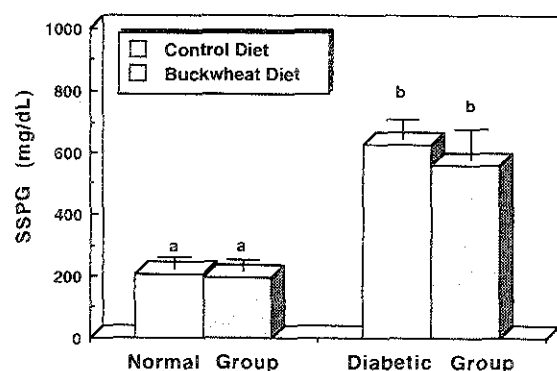 1000
800
600
400
200
0
SSPG (mg/dL)
Control Diet
Buckwheat Diet
a
a
b
b
Normal Group
Diabetic Group